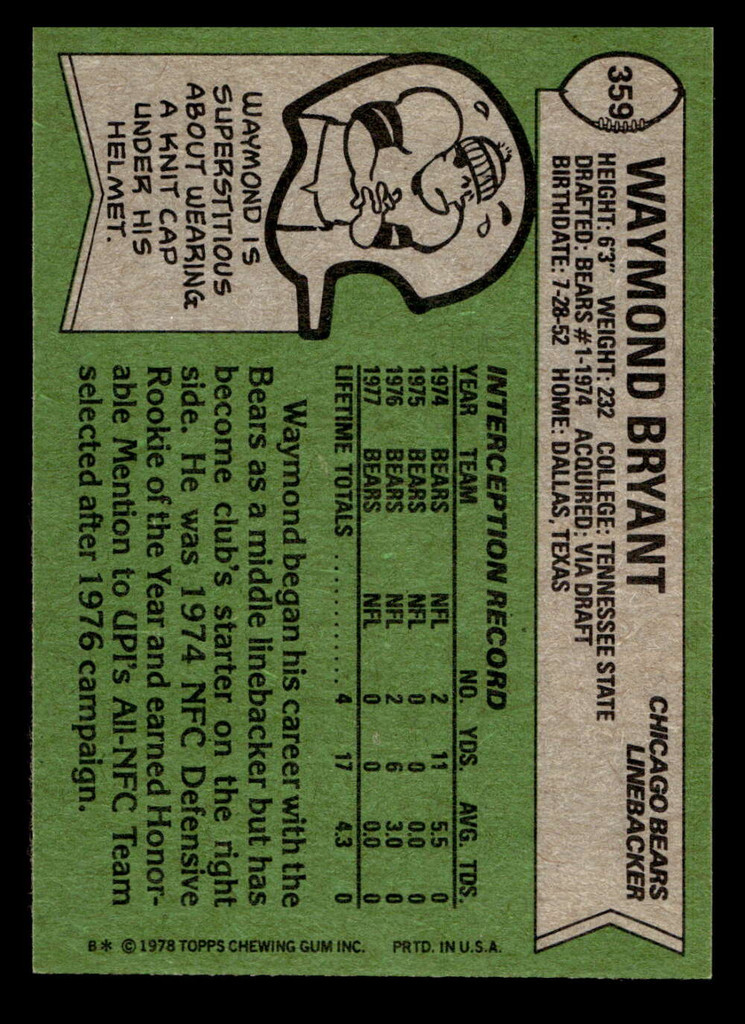 359
WAYMOND BRYANT
CHICAGO BEARS
LINEBACKER
HEIGHT: 6'3" WEIGHT: 232 COLLEGE: TENNESSEE STATE
DRAFTED: BEARS #1-1974 ACQUIRED: VIA DRAFT
BIRTHDATE: 7-28-52 HOME: DALLAS, TEXAS
WAYMOND IS
SUPERSTITIOUS
ABOUT WEARING
A KNIT CAP
UNDER HIS
HELMET.
INTERCEPTION RECORD
YEAR TEAM NO. YDS. AVG. TDS.
1974 BEARS NFL 2 11 5.5 0
1975 BEARS NFL 0 0 0.0 0
1976 BEARS NFL 2 6 3.0 0
1977 BEARS NFL 0 0 0.0 0
LIFETIME TOTALS ............ 4 17 4.3 0
Waymond began his career with the
Bears as a middle linebacker but has
become club's starter on the right
side. He was 1974 NFC Defensive
Rookie of the Year and earned Honor-
able Mention to UPI's All-NFC Team
selected after 1976 campaign.
B* © 1978 TOPPS CHEWING GUM INC. PRTD. IN U.S.A.